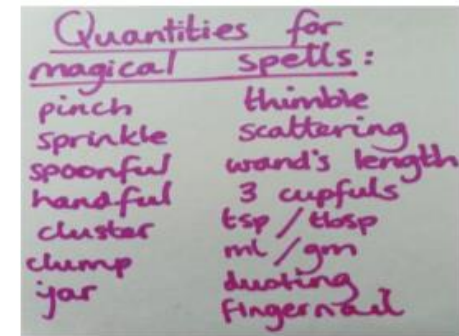 Quantities for
magical spells:
pinch
sprinkle
spoonful
handful
cluster
clump
jar
thimble
scattering
wand's length
3 cupfuls
tsp / tbsp
ml / gm
dusting
fingernail